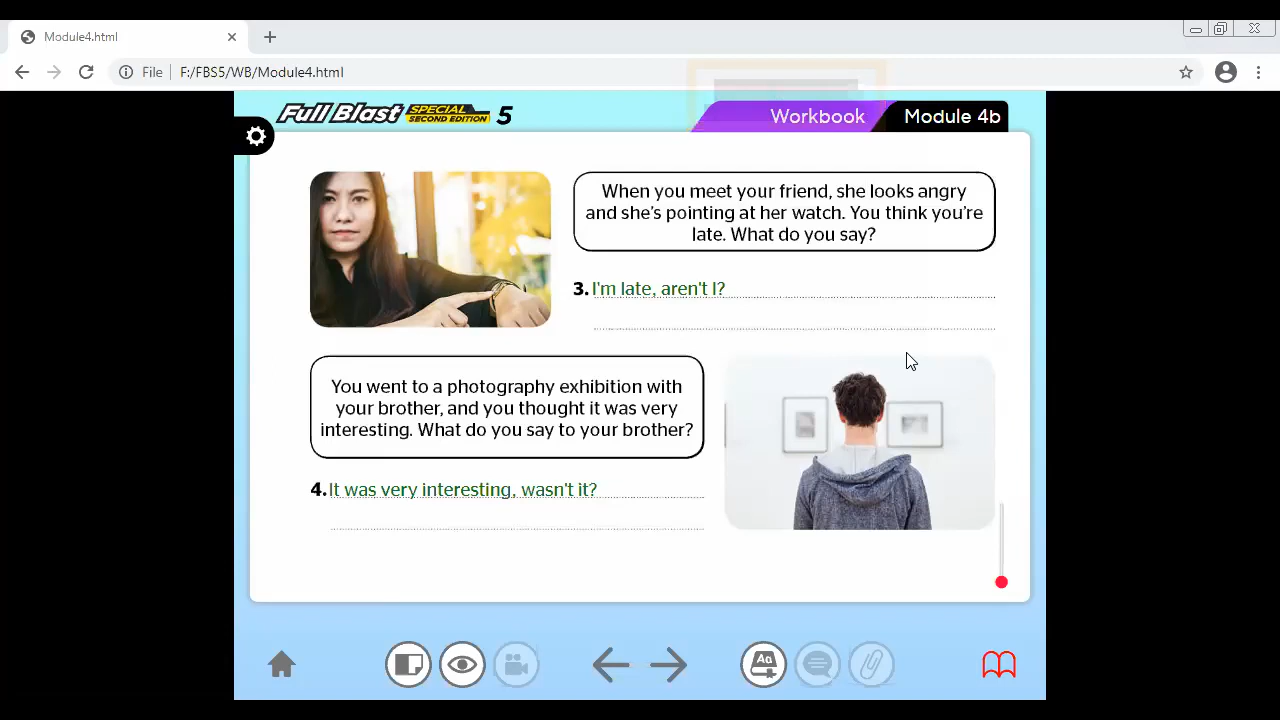 Module4.html
File
F:/FBS5/WB/Module4.html
Full Blast SPECIAL SECOND EDITION 5
Workbook
Module 4b
When you meet your friend, she looks angry
and she's pointing at her watch. You think you're
late. What do you say?
3. I'm late, aren't I?
You went to a photography exhibition with
your brother, and you thought it was very
interesting. What do you say to your brother?
4. It was very interesting, wasn't it?
Aa